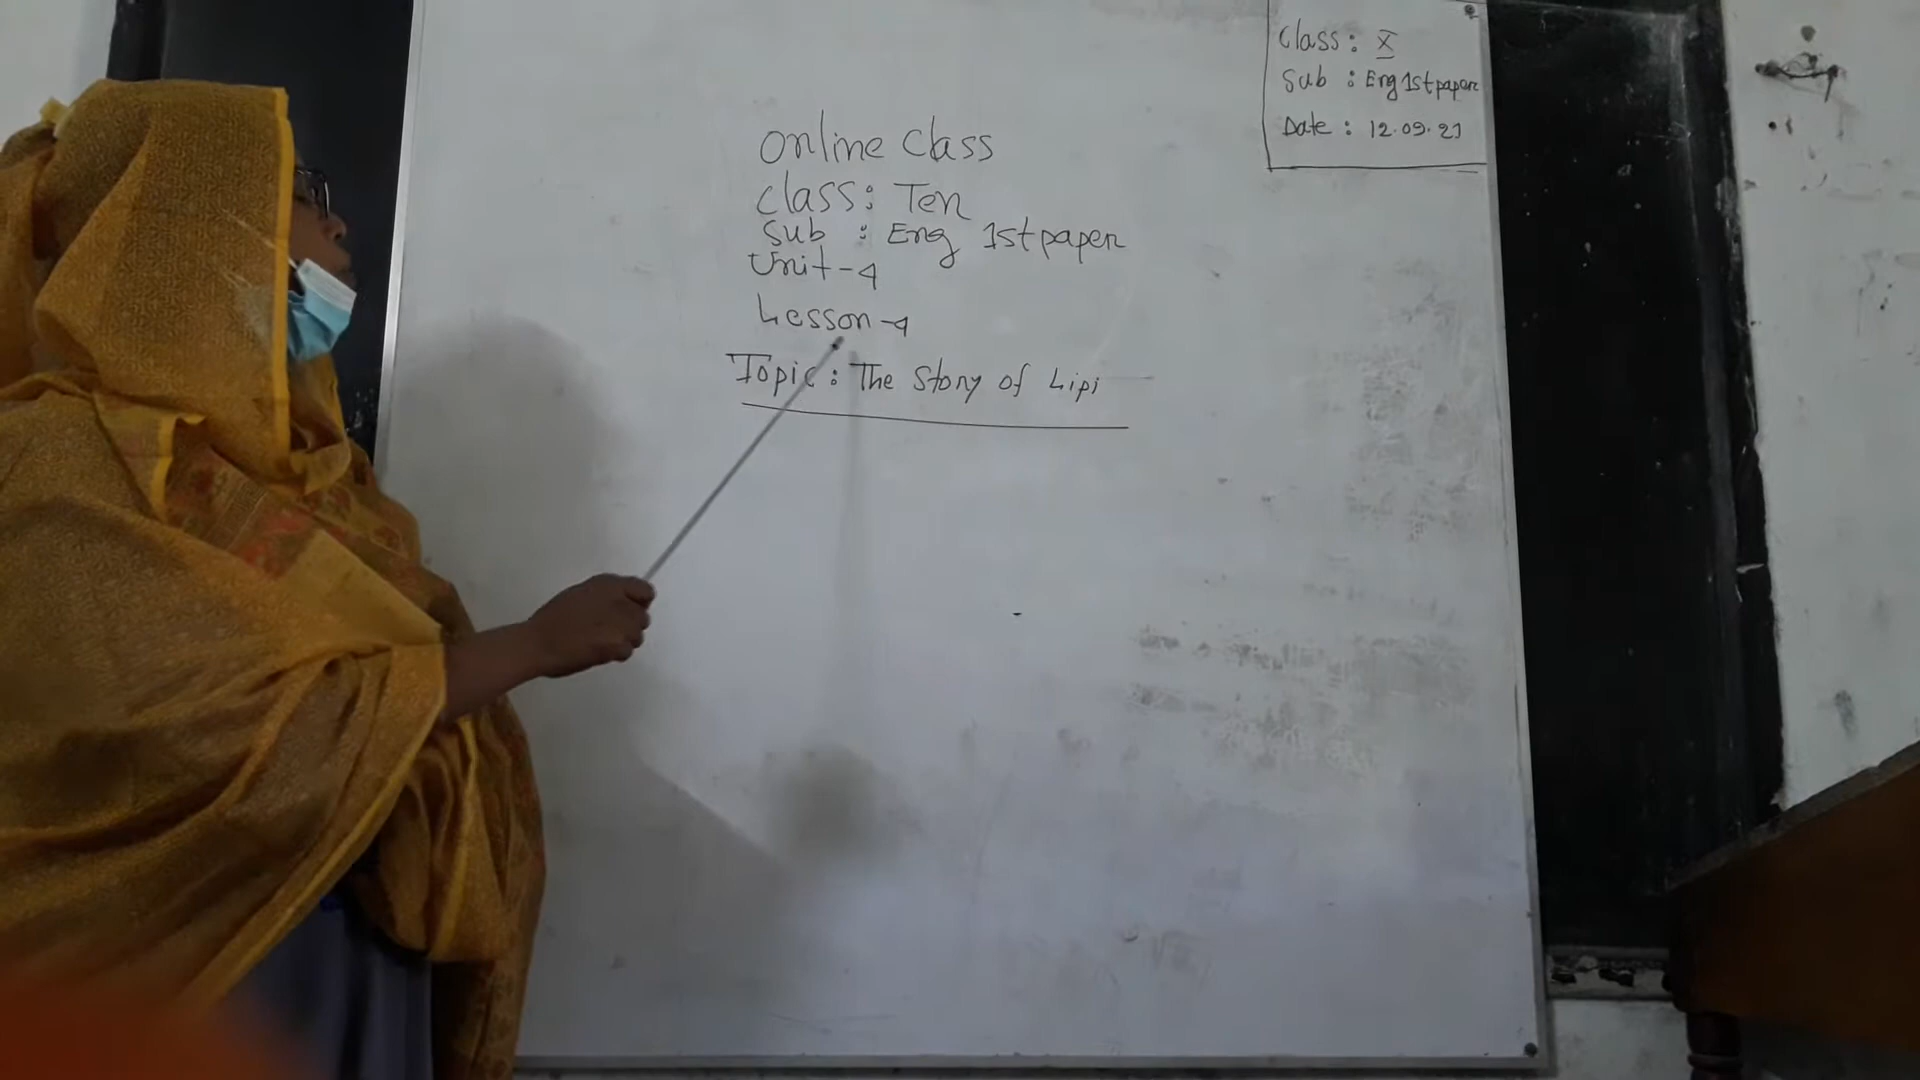 Class: X
Sub : Eng 1st paper
Date : 12.09.21
Online Class
Class: Ten
Sub : Eng 1st paper
Unit-4
Lesson-4
Topic: The Story of Lipi